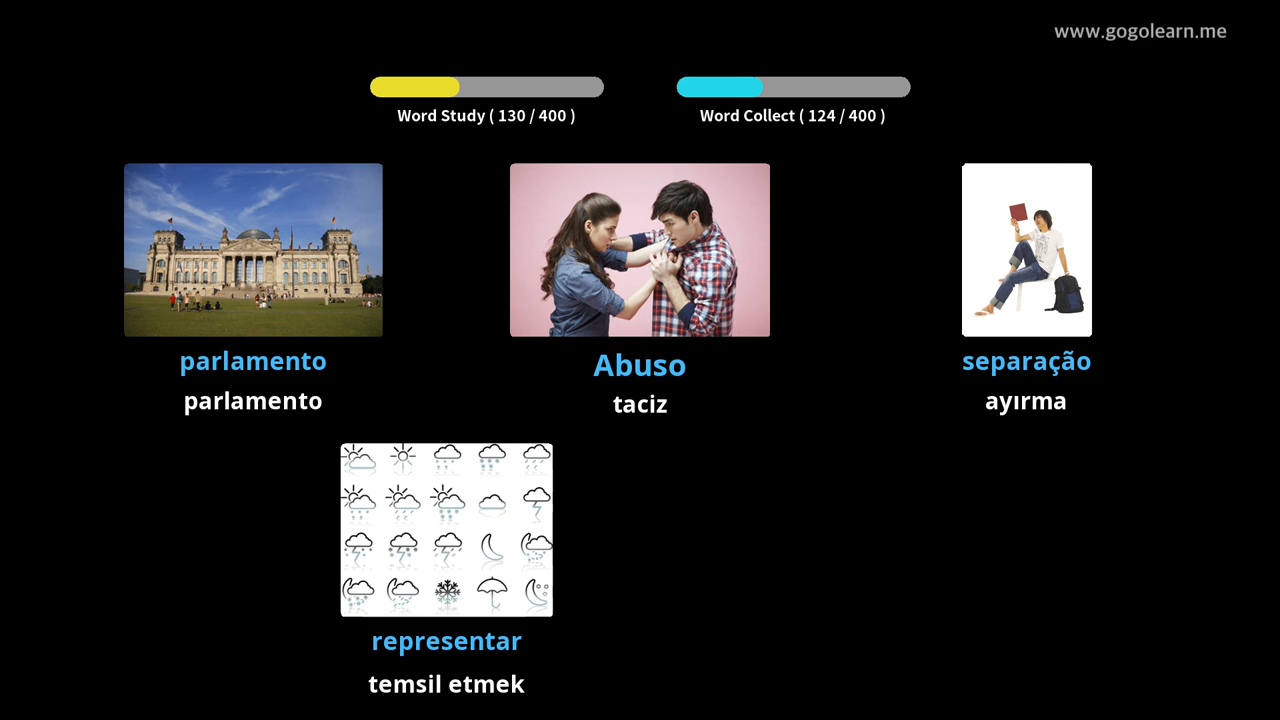 www.gogolearn.me
Word Study ( 130 / 400 )
Word Collect ( 124 / 400 )
parlamento
parlamento
Abuso
taciz
separação
ayırma
representar
temsil etmek